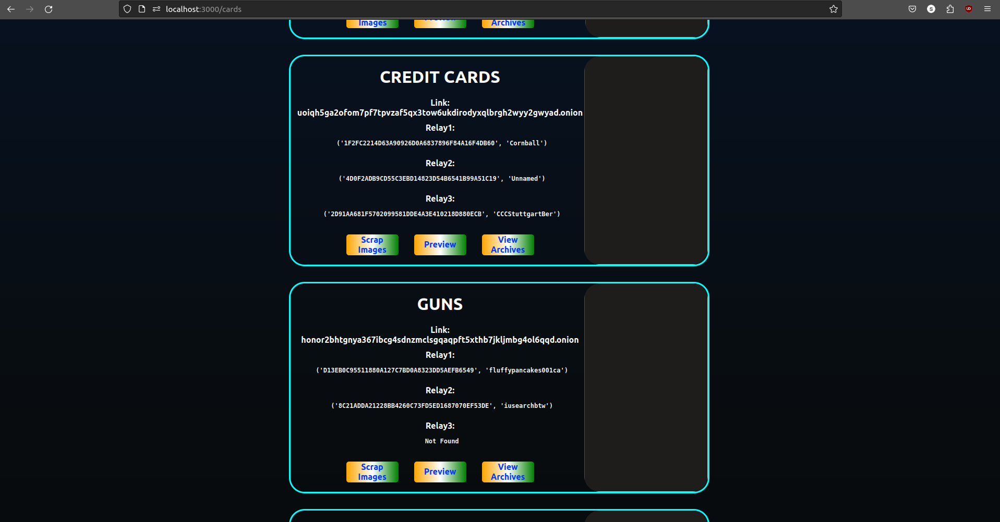 localhost:3000/cards
S
Images
Archives
CREDIT CARDS
Link:
uoiqh5ga2ofom7pf7tpvzaf5qx3tow6ukdirodyxqlbrgh2wyy2gwyad.onion
Relay1:
('1F2FC2214D63A90926D0A6837896F84A16F4DB60', 'Cornball')
Relay2:
('4D0F2ADB9CD55C3EBD14823D54B6541B99A51C19', 'Unnamed')
Relay3:
('2D91AA681F5702099581DDE4A3E410218D880ECB', 'CCCStuttgartBer')
Scrap
Images
Preview
View
Archives
GUNS
Link:
honor2bhtgnya367ibcg4sdnzmclsgqaqpft5xthb7jkljmbg4ol6qqd.onion
Relay1:
('D13EB0C95511880A127C7BD0A8323DD5AEFB6549', 'fluffypancakes001ca')
Relay2:
('8C21ADDA21228BB4260C73FD5ED1687070EF53DE', 'iusearchbtw')
Relay3:
Not Found
Scrap
Images
Preview
View
Archives